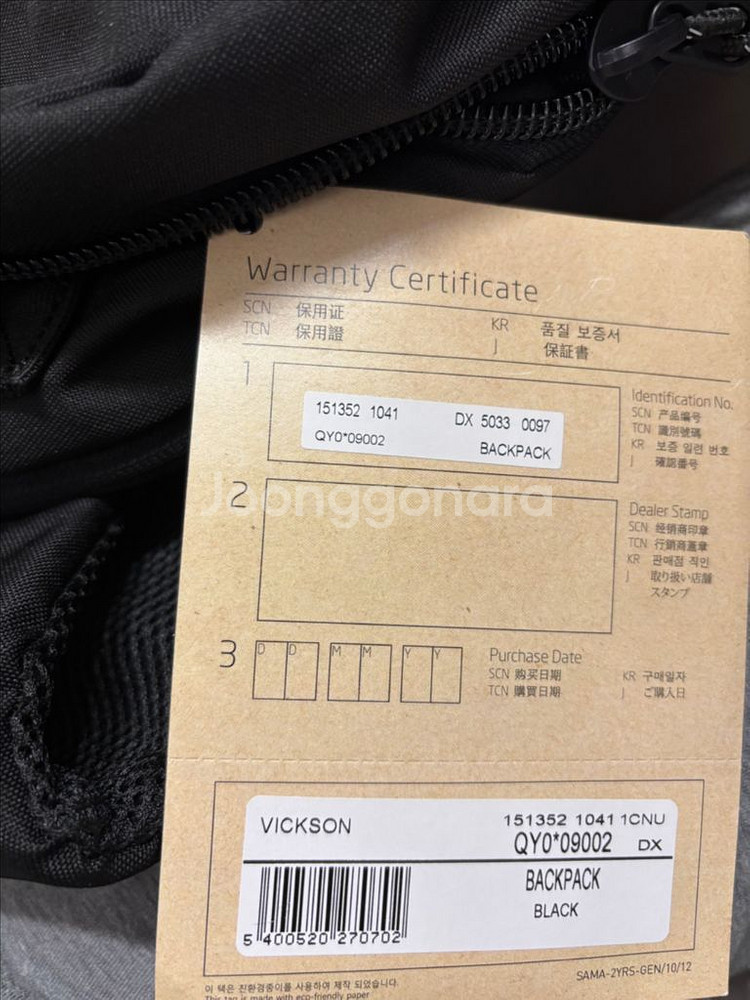 Warranty Certificate
SCN 保用证
TCN 保用證
KR 품질 보증서
J 保証書
1
151352 1041 DX 5033 0097
QY0*09002 BACKPACK
Identification No.
SCN 产品编号
TCN 識別號碼
KR 보증 일련 번호
J 確認番号
Joonggonara
2
Dealer Stamp
SCN 经销商印章
TCN 行銷商蓋章
KR 판매점 직인
J 取り扱い店舗
スタンプ
3
D D M M Y Y
Purchase Date
SCN 购买日期
TCN 購買日期
KR 구매일자
J ご購入日
VICKSON 151352 1041 1CNU
QY0*09002 DX
BACKPACK
BLACK
5 400520 270702
SAMA-2YRS-GEN/10/12
이 택은 친환경종이를 사용하여 제작 되었습니다.
This tag is made with eco-friendly paper